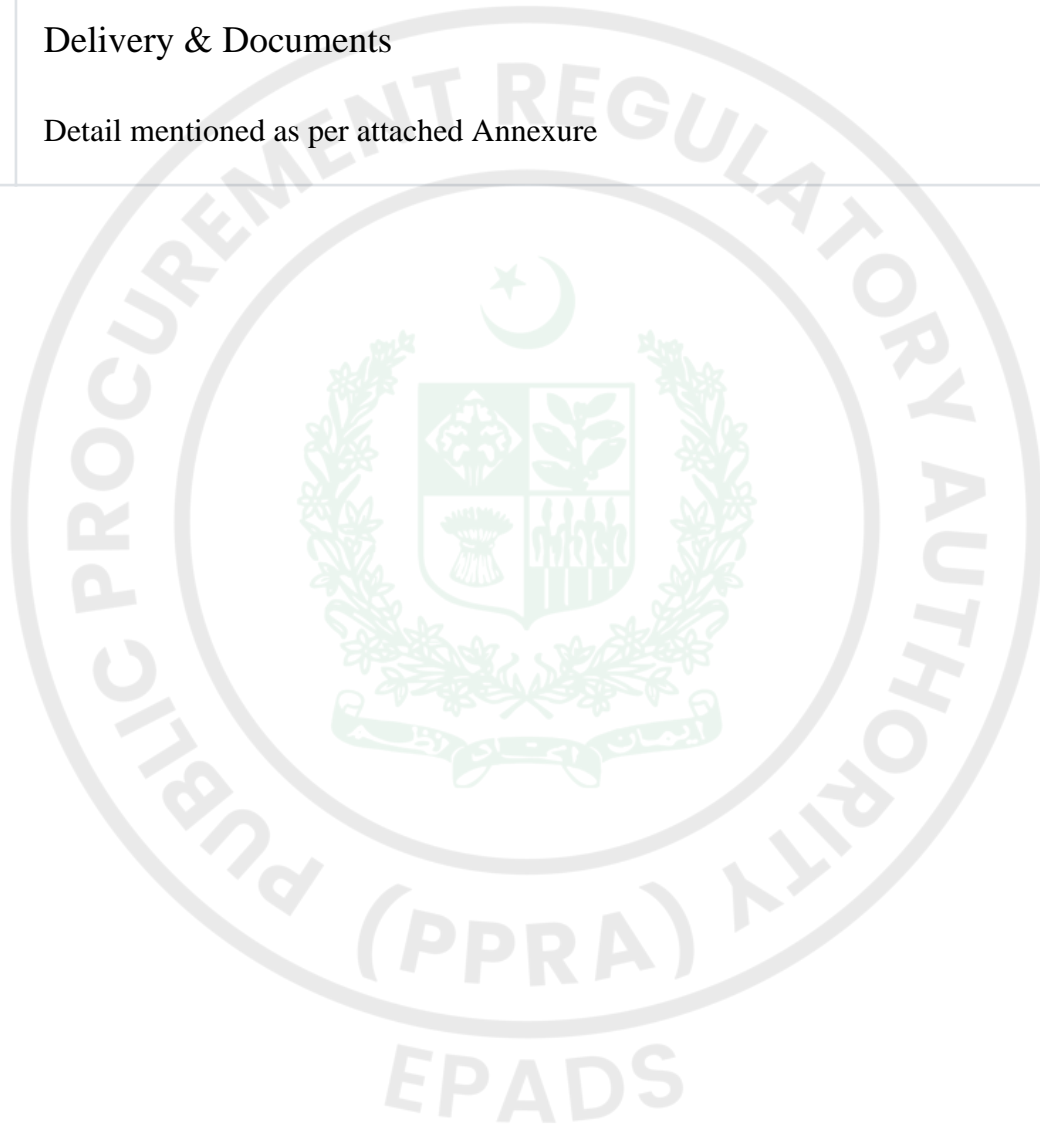 Delivery & Documents
Detail mentioned as per attached Annexure
PUBLIC PROCUREMENT REGULATORY AUTHORITY
(PPRA)
EPADS